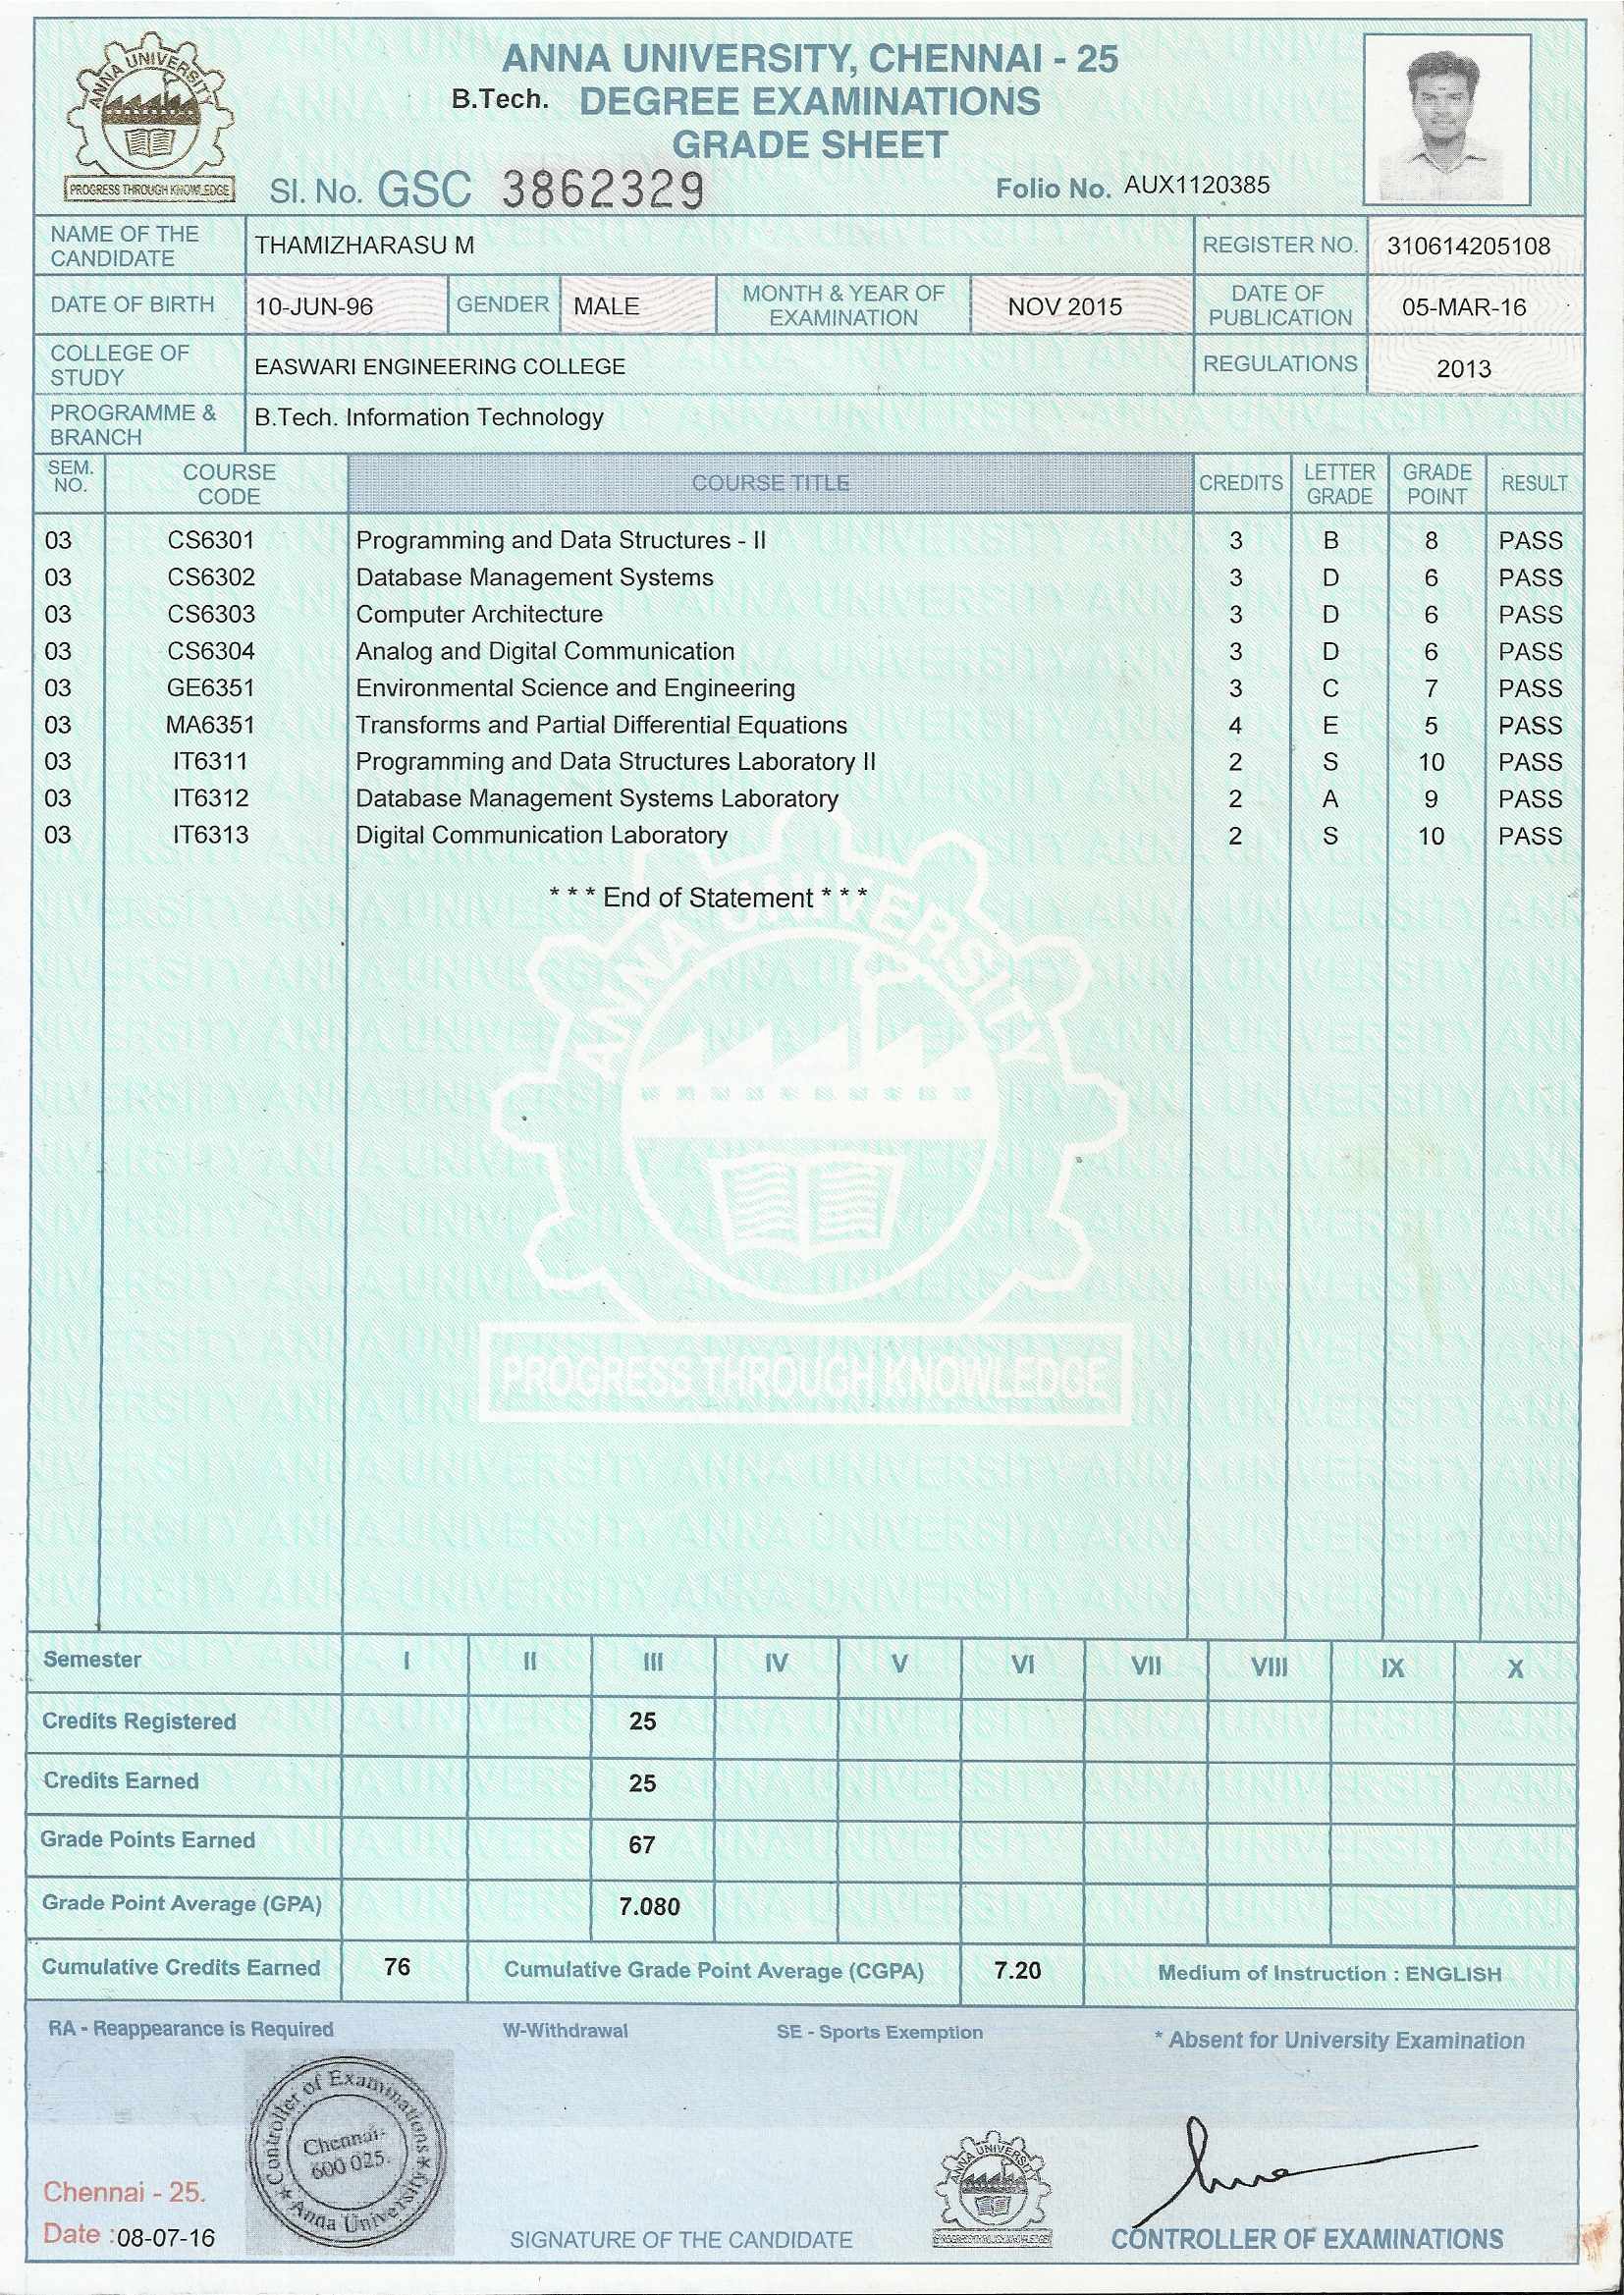 ANNA UNIVERSITY
PROGRESS THROUGH KNOWLEDGE
ANNA UNIVERSITY, CHENNAI - 25
B.Tech. DEGREE EXAMINATIONS
GRADE SHEET
Sl. No. GSC 3862329 Folio No. AUX1120385
NAME OF THE CANDIDATE THAMIZHARASU M REGISTER NO. 310614205108
DATE OF BIRTH 10-JUN-96 GENDER MALE MONTH & YEAR OF EXAMINATION NOV 2015 DATE OF PUBLICATION 05-MAR-16
COLLEGE OF STUDY EASWARI ENGINEERING COLLEGE REGULATIONS 2013
PROGRAMME & BRANCH B.Tech. Information Technology
SEM. NO. COURSE CODE COURSE TITLE CREDITS LETTER GRADE GRADE POINT RESULT
03 CS6301 Programming and Data Structures - II 3 B 8 PASS
03 CS6302 Database Management Systems 3 D 6 PASS
03 CS6303 Computer Architecture 3 D 6 PASS
03 CS6304 Analog and Digital Communication 3 D 6 PASS
03 GE6351 Environmental Science and Engineering 3 C 7 PASS
03 MA6351 Transforms and Partial Differential Equations 4 E 5 PASS
03 IT6311 Programming and Data Structures Laboratory II 2 S 10 PASS
03 IT6312 Database Management Systems Laboratory 2 A 9 PASS
03 IT6313 Digital Communication Laboratory 2 S 10 PASS
* * * End of Statement * * *
ANNA UNIVERSITY
PROGRESS THROUGH KNOWLEDGE
Semester I II III IV V VI VII VIII IX X
Credits Registered 25
Credits Earned 25
Grade Points Earned 67
Grade Point Average (GPA) 7.080
Cumulative Credits Earned 76 Cumulative Grade Point Average (CGPA) 7.20 Medium of Instruction : ENGLISH
RA - Reappearance is Required W-Withdrawal SE - Sports Exemption * Absent for University Examination
Controller of Examinations
Chennai-
600 025.
Anna University
Chennai - 25.
Date : 08-07-16 SIGNATURE OF THE CANDIDATE CONTROLLER OF EXAMINATIONS